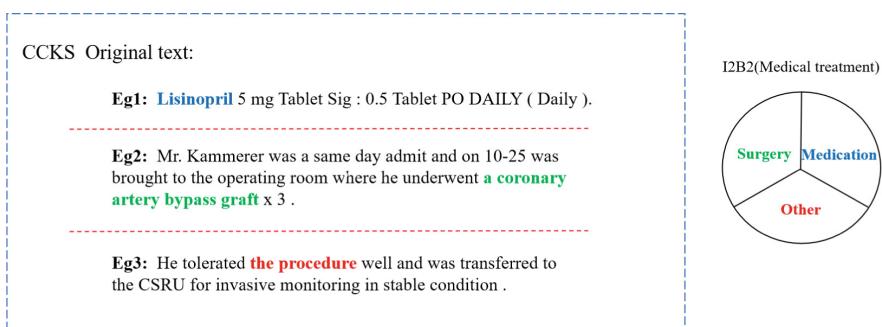 CCKS Original text:
Eg1: Lisinopril 5 mg Tablet Sig : 0.5 Tablet PO DAILY ( Daily ).
Eg2: Mr. Kammerer was a same day admit and on 10-25 was
brought to the operating room where he underwent a coronary
artery bypass graft x 3 .
Eg3: He tolerated the procedure well and was transferred to
the CSRU for invasive monitoring in stable condition .
I2B2(Medical treatment)
Surgery
Medication
Other